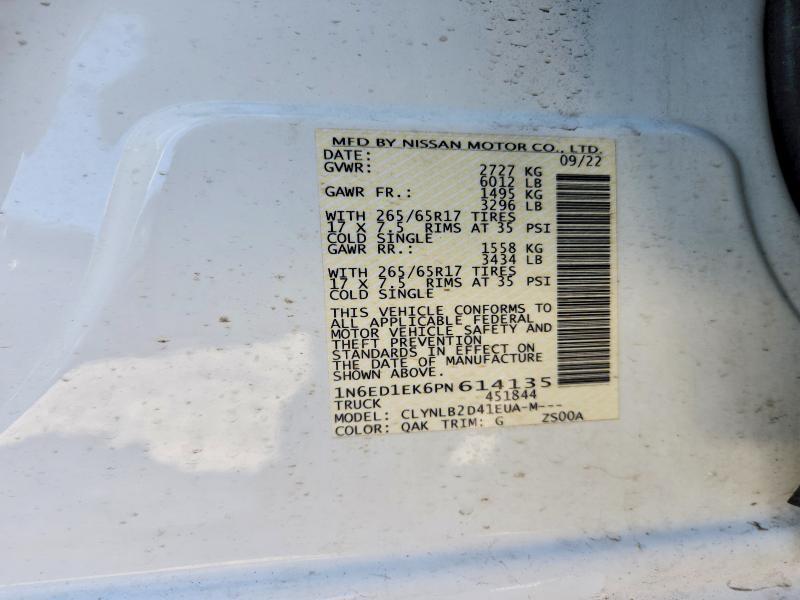 MFD BY NISSAN MOTOR CO., LTD.
DATE: 09/22
GVWR: 2727 KG
6012 LB
GAWR FR.: 1495 KG
3296 LB
WITH 265/65R17 TIRES
17 X 7.5 RIMS AT 35 PSI
COLD SINGLE
GAWR RR.: 1558 KG
3434 LB
WITH 265/65R17 TIRES
17 X 7.5 RIMS AT 35 PSI
COLD SINGLE
THIS VEHICLE CONFORMS TO
ALL APPLICABLE FEDERAL
MOTOR VEHICLE SAFETY AND
THEFT PREVENTION
STANDARDS IN EFFECT ON
THE DATE OF MANUFACTURE
SHOWN ABOVE.
1N6ED1EK6PN614135
TRUCK 451844
MODEL: CLYNLB2D41EUA-M---
COLOR: QAK TRIM: G ZS00A